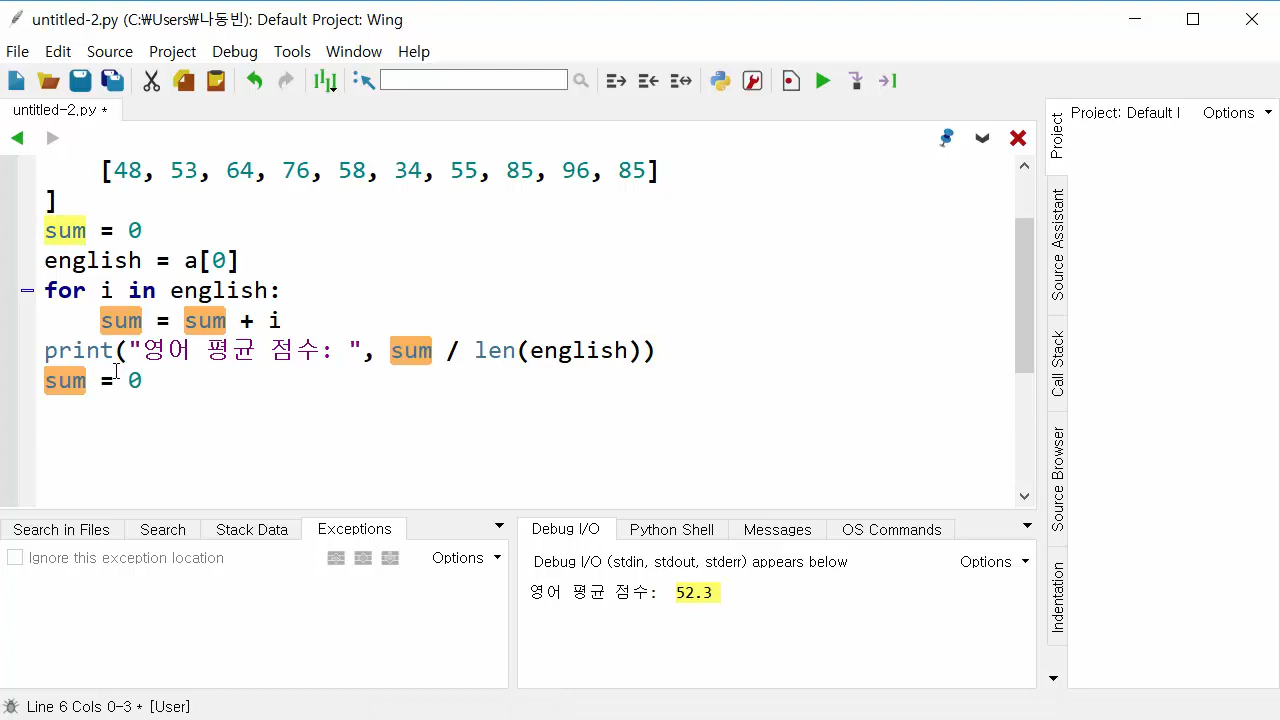 untitled-2.py (C:₩Users₩나동빈): Default Project: Wing
File Edit Source Project Debug Tools Window Help
untitled-2.py *
[48, 53, 64, 76, 58, 34, 55, 85, 96, 85]
]
sum = 0
english = a[0]
for i in english:
sum = sum + i
print("영어 평균 점수: ", sum / len(english))
sum = 0
Project: Default I Options
Project
Source Assistant
Call Stack
Source Browser
Indentation
Search in Files Search Stack Data Exceptions
Ignore this exception location Options
Debug I/O Python Shell Messages OS Commands
Debug I/O (stdin, stdout, stderr) appears below Options
영어 평균 점수: 52.3
Line 6 Cols 0-3 * [User]